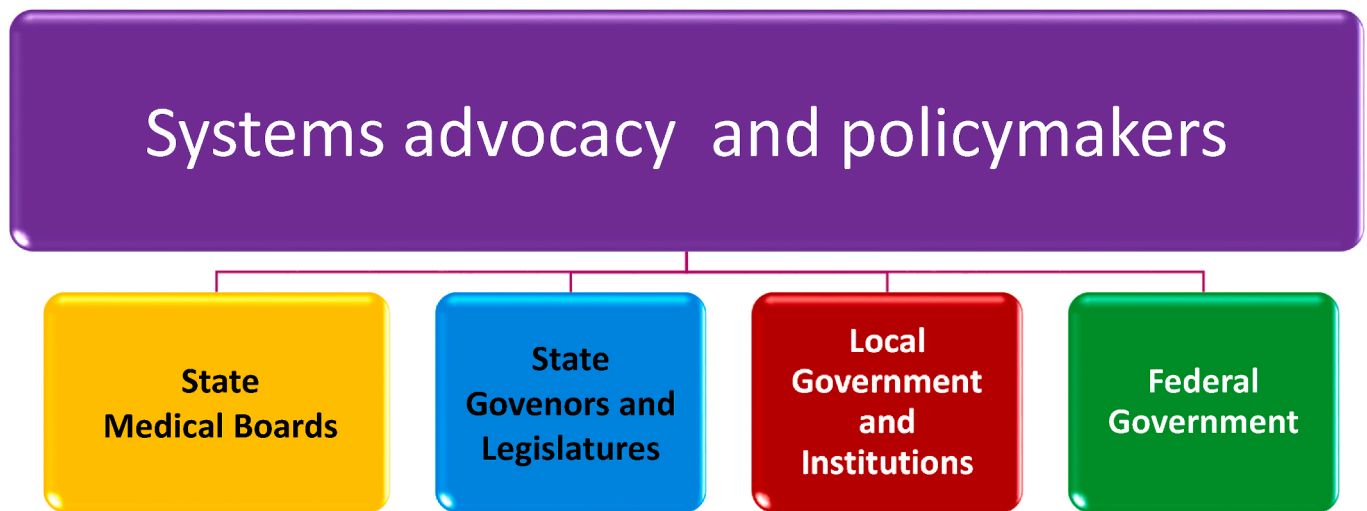 Systems advocacy  and policymakers
State
Medical Boards
State
Govenors and
Legislatures
Local
Government
and
Institutions
Federal
Government